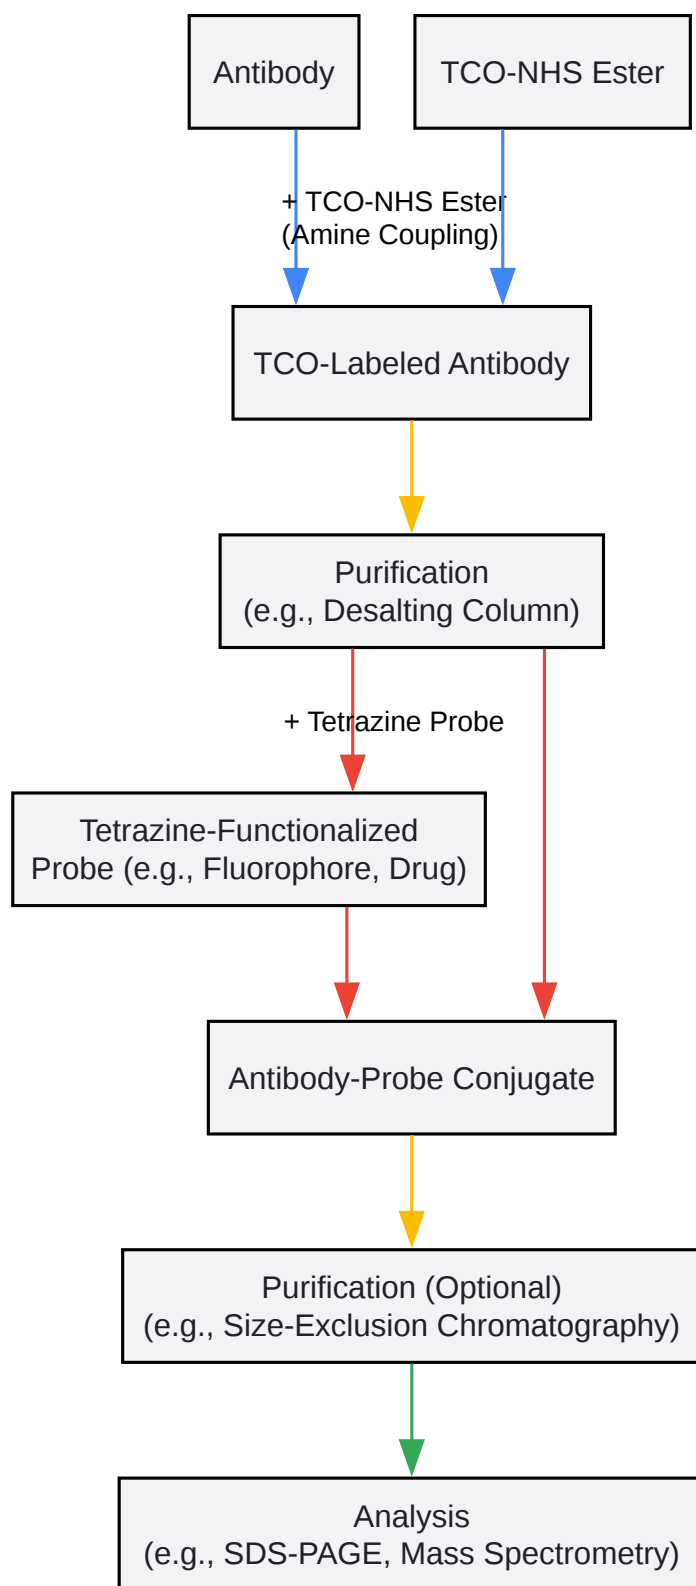 Antibody
TCO-NHS Ester
+ TCO-NHS Ester
(Amine Coupling)
TCO-Labeled Antibody
Purification
(e.g., Desalting Column)
+ Tetrazine Probe
Tetrazine-Functionalized
Probe (e.g., Fluorophore, Drug)
Antibody-Probe Conjugate
Purification (Optional)
(e.g., Size-Exclusion Chromatography)
Analysis
(e.g., SDS-PAGE, Mass Spectrometry)